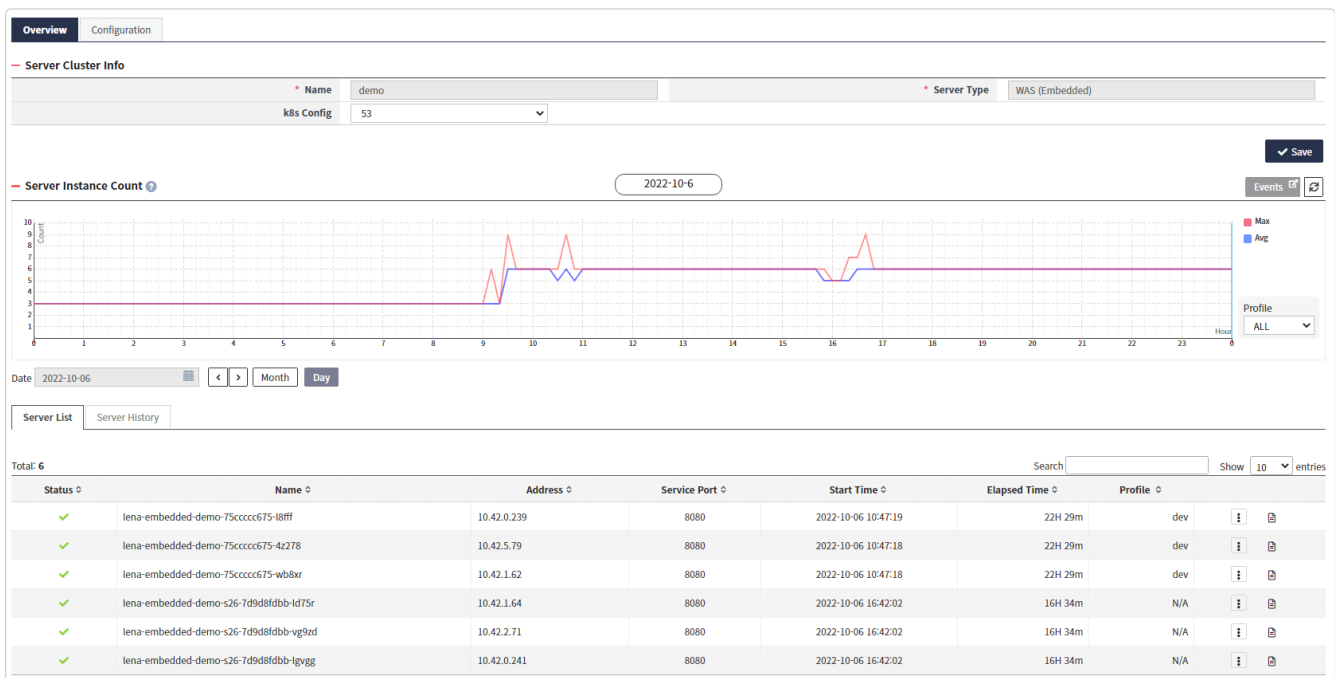 Overview Configuration
Server Cluster Info
* Name demo * Server Type WAS (Embedded)
k8s Config 53
Save
Server Instance Count ? 2022-10-6 Events
10
9
8
7
6
5
4
3
2
1
Count
Max
Avg
Profile
ALL
Hour
0 1 2 3 4 5 6 7 8 9 10 11 12 13 14 15 16 17 18 19 20 21 22 23 0
Date 2022-10-06 < > Month Day
Server List Server History
Total: 6 Search Show 10 entries
Status Name Address Service Port Start Time Elapsed Time Profile
lena-embedded-demo-75ccccc675-l8fff 10.42.0.239 8080 2022-10-06 10:47:19 22H 29m dev
lena-embedded-demo-75ccccc675-4z278 10.42.5.79 8080 2022-10-06 10:47:18 22H 29m dev
lena-embedded-demo-75ccccc675-wb8xr 10.42.1.62 8080 2022-10-06 10:47:18 22H 29m dev
lena-embedded-demo-s26-7d9d8fdbb-ld75r 10.42.1.64 8080 2022-10-06 16:42:02 16H 34m N/A
lena-embedded-demo-s26-7d9d8fdbb-vg9zd 10.42.2.71 8080 2022-10-06 16:42:02 16H 34m N/A
lena-embedded-demo-s26-7d9d8fdbb-lgvgg 10.42.0.241 8080 2022-10-06 16:42:02 16H 34m N/A